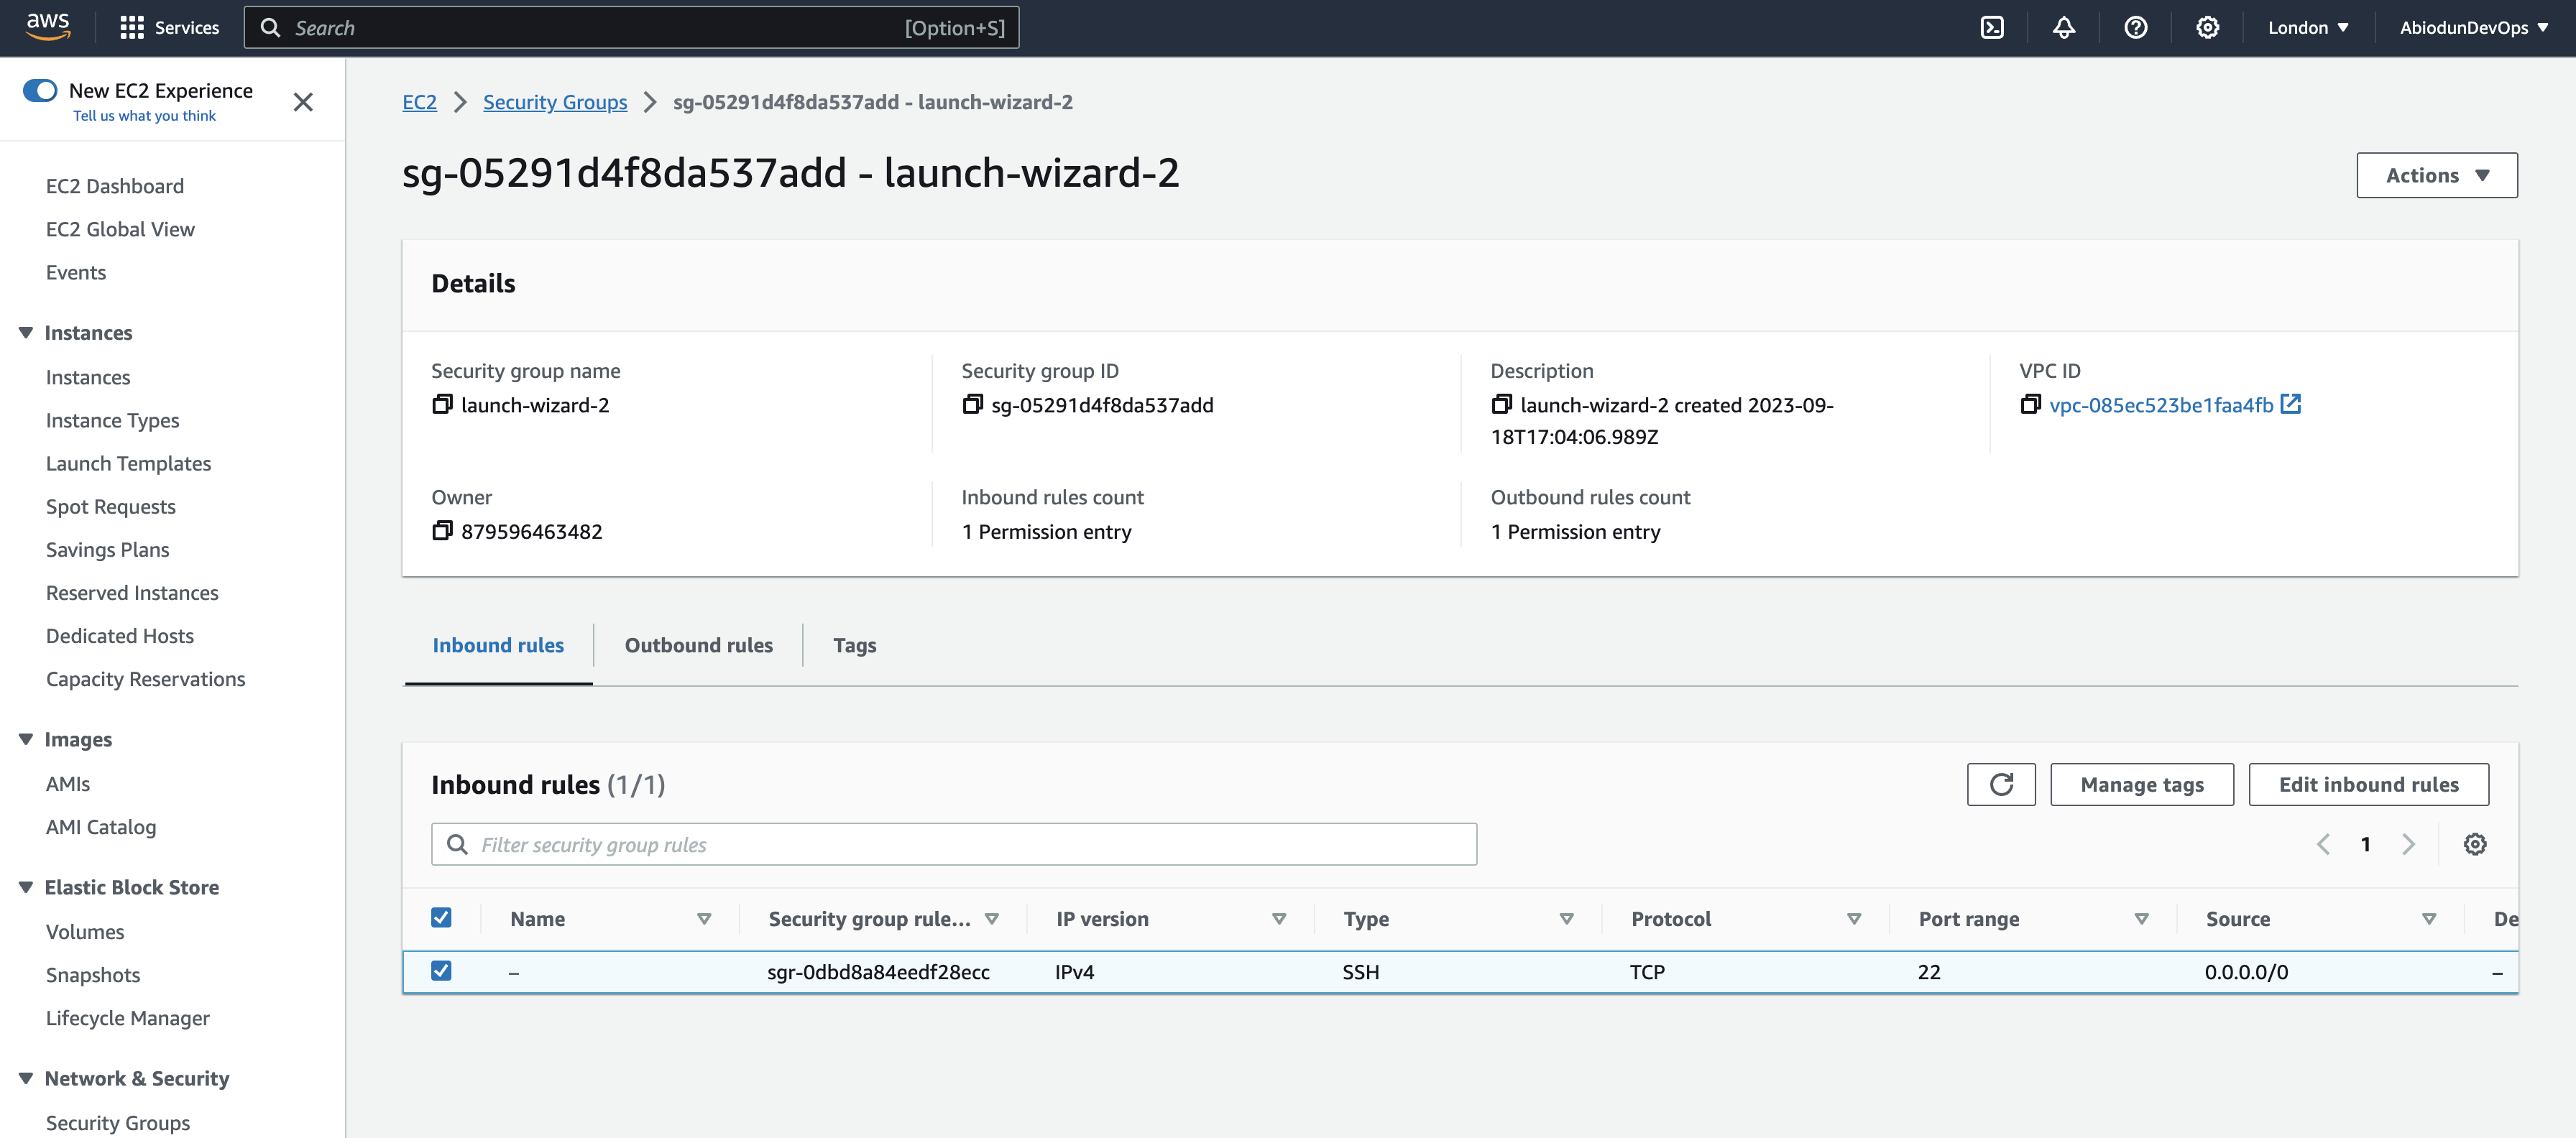 aws
Services
Search
[Option+S]
London
AbiodunDevOps
New EC2 Experience
Tell us what you think
EC2 Dashboard
EC2 Global View
Events
Instances
Instances
Instance Types
Launch Templates
Spot Requests
Savings Plans
Reserved Instances
Dedicated Hosts
Capacity Reservations
Images
AMIs
AMI Catalog
Elastic Block Store
Volumes
Snapshots
Lifecycle Manager
Network & Security
Security Groups
EC2 > Security Groups > sg-05291d4f8da537add - launch-wizard-2
sg-05291d4f8da537add - launch-wizard-2
Actions
Details
Security group name
launch-wizard-2
Security group ID
sg-05291d4f8da537add
Description
launch-wizard-2 created 2023-09-
18T17:04:06.989Z
VPC ID
vpc-085ec523be1faa4fb
Owner
879596463482
Inbound rules count
1 Permission entry
Outbound rules count
1 Permission entry
Inbound rules
Outbound rules
Tags
Inbound rules (1/1)
Manage tags
Edit inbound rules
Filter security group rules
1
Name Security group rule... IP version Type Protocol Port range Source De
– sgr-0dbd8a84eedf28ecc IPv4 SSH TCP 22 0.0.0.0/0 –